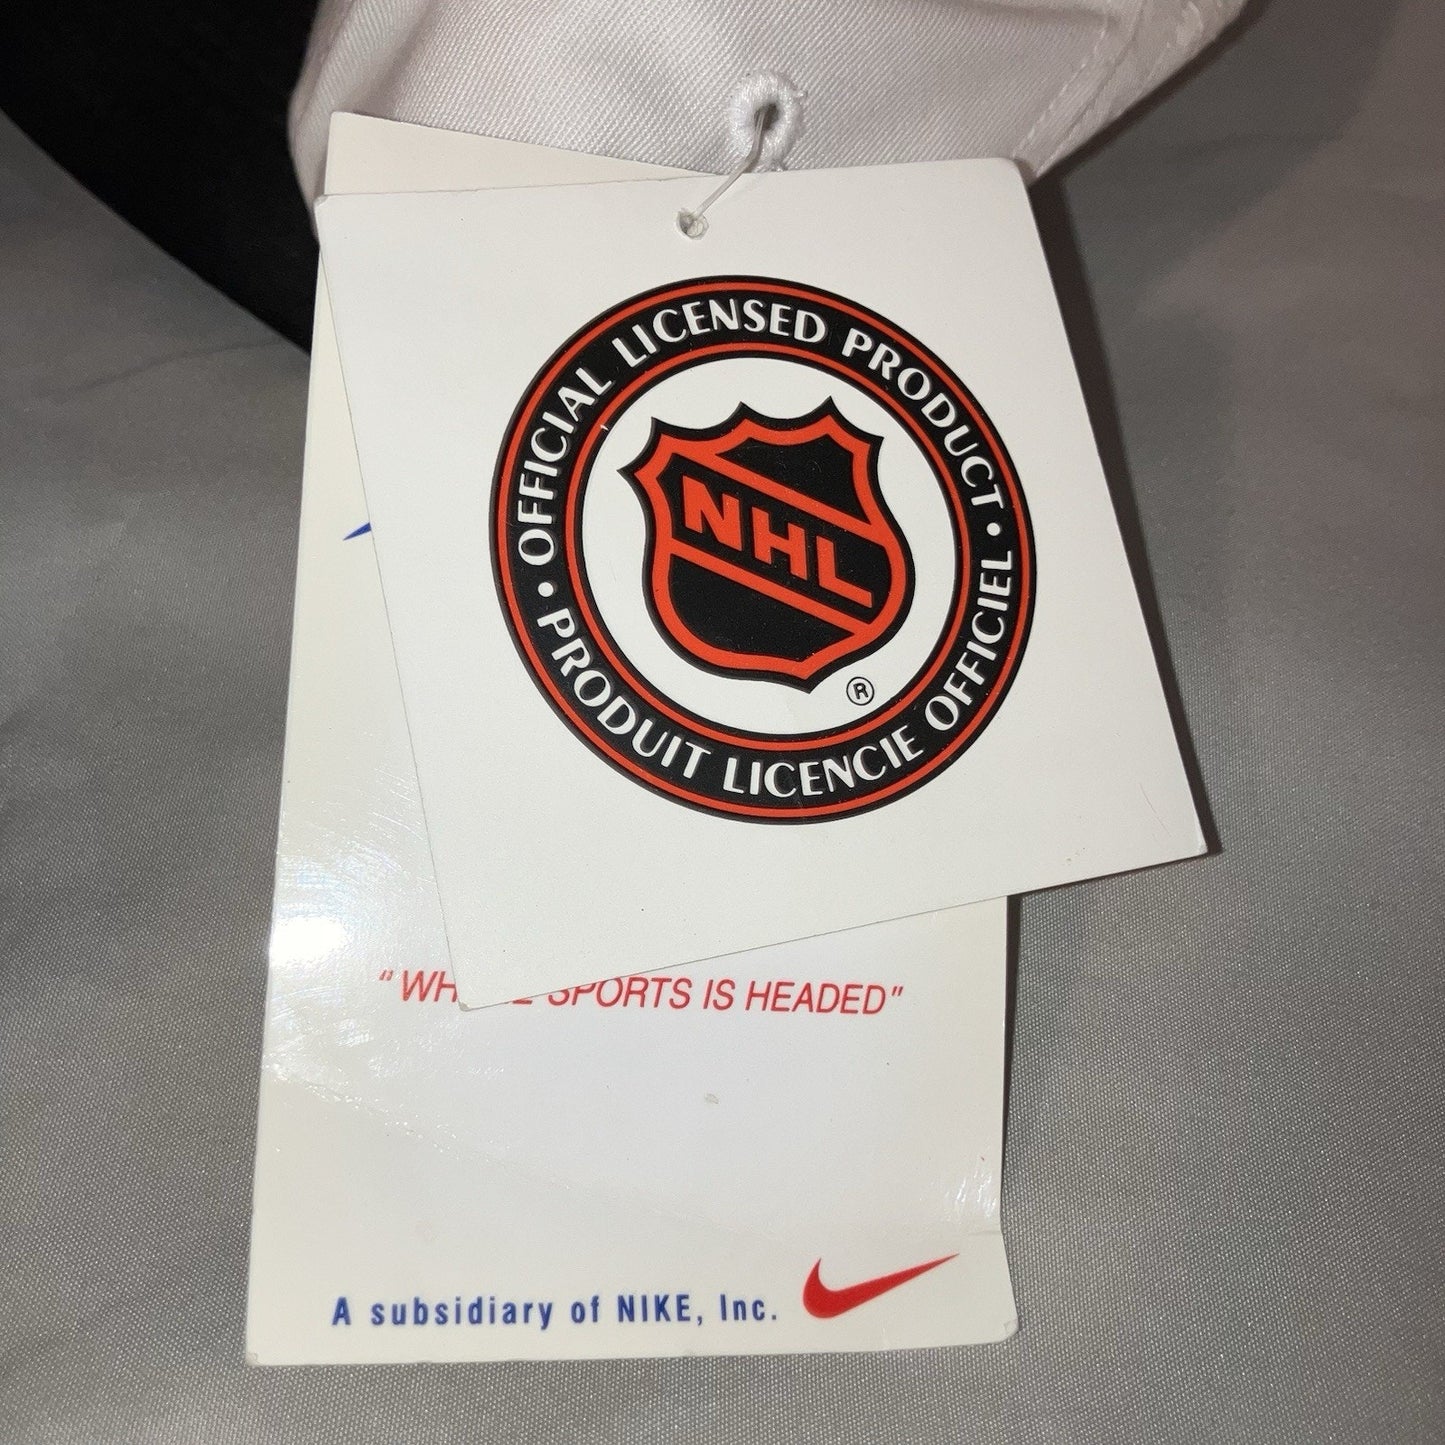 OFFICIAL LICENSED PRODUCT •
PRODUIT LICENCIE OFFICIEL •
NHL
®
SPORTS IS HEADED"
A subsidiary of NIKE, Inc.